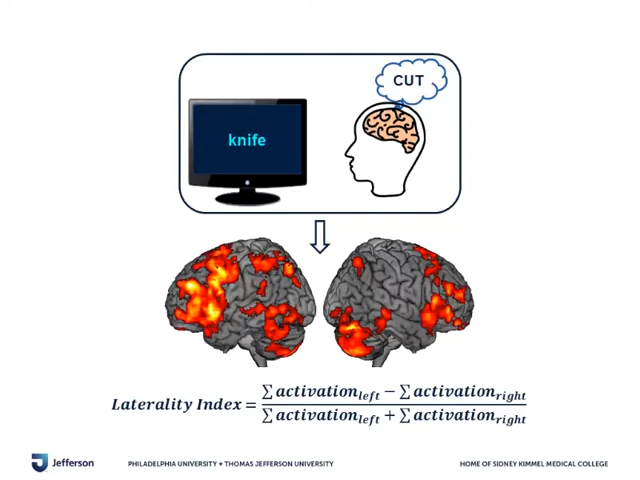 CUT
knife
Laterality Index = ∑ activation_left − ∑ activation_right / ∑ activation_left + ∑ activation_right
Jefferson
PHILADELPHIA UNIVERSITY + THOMAS JEFFERSON UNIVERSITY
HOME OF SIDNEY KIMMEL MEDICAL COLLEGE